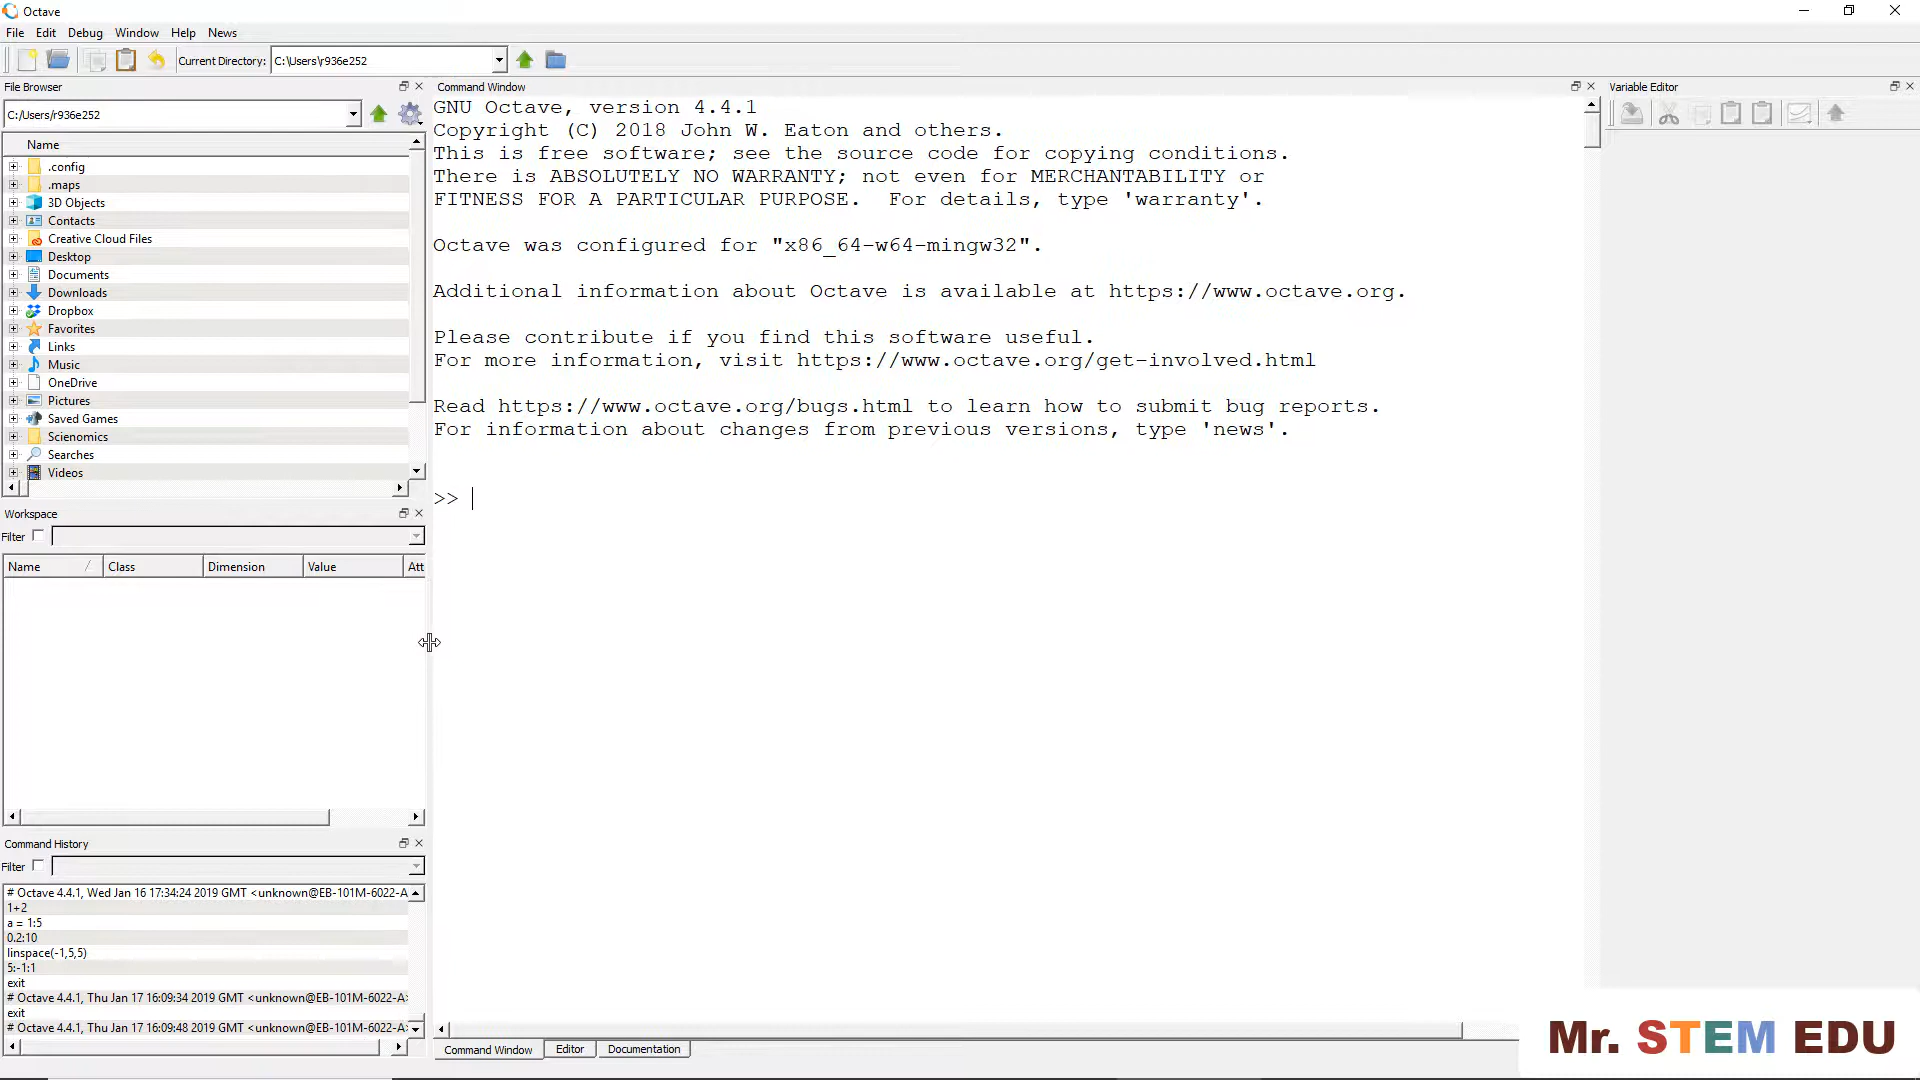 Octave
File Edit Debug Window Help News
Current Directory: C:\Users\r936e252
File Browser
C:/Users/r936e252
Name
.config
.maps
3D Objects
Contacts
Creative Cloud Files
Desktop
Documents
Downloads
Dropbox
Favorites
Links
Music
OneDrive
Pictures
Saved Games
Scienomics
Searches
Videos
Workspace
Filter
Name Class Dimension Value Att
Command History
Filter
# Octave 4.4.1, Wed Jan 16 17:34:24 2019 GMT <unknown@EB-101M-6022-A
1+2
a = 1:5
0.2:10
linspace(-1,5,5)
5:-1:1
exit
# Octave 4.4.1, Thu Jan 17 16:09:34 2019 GMT <unknown@EB-101M-6022-A>
exit
# Octave 4.4.1, Thu Jan 17 16:09:48 2019 GMT <unknown@EB-101M-6022-A>
Command Window
GNU Octave, version 4.4.1
Copyright (C) 2018 John W. Eaton and others.
This is free software; see the source code for copying conditions.
There is ABSOLUTELY NO WARRANTY; not even for MERCHANTABILITY or
FITNESS FOR A PARTICULAR PURPOSE.  For details, type 'warranty'.
Octave was configured for "x86_64-w64-mingw32".
Additional information about Octave is available at https://www.octave.org.
Please contribute if you find this software useful.
For more information, visit https://www.octave.org/get-involved.html
Read https://www.octave.org/bugs.html to learn how to submit bug reports.
For information about changes from previous versions, type 'news'.
>>
Command Window Editor Documentation
Variable Editor
Mr. STEM EDU